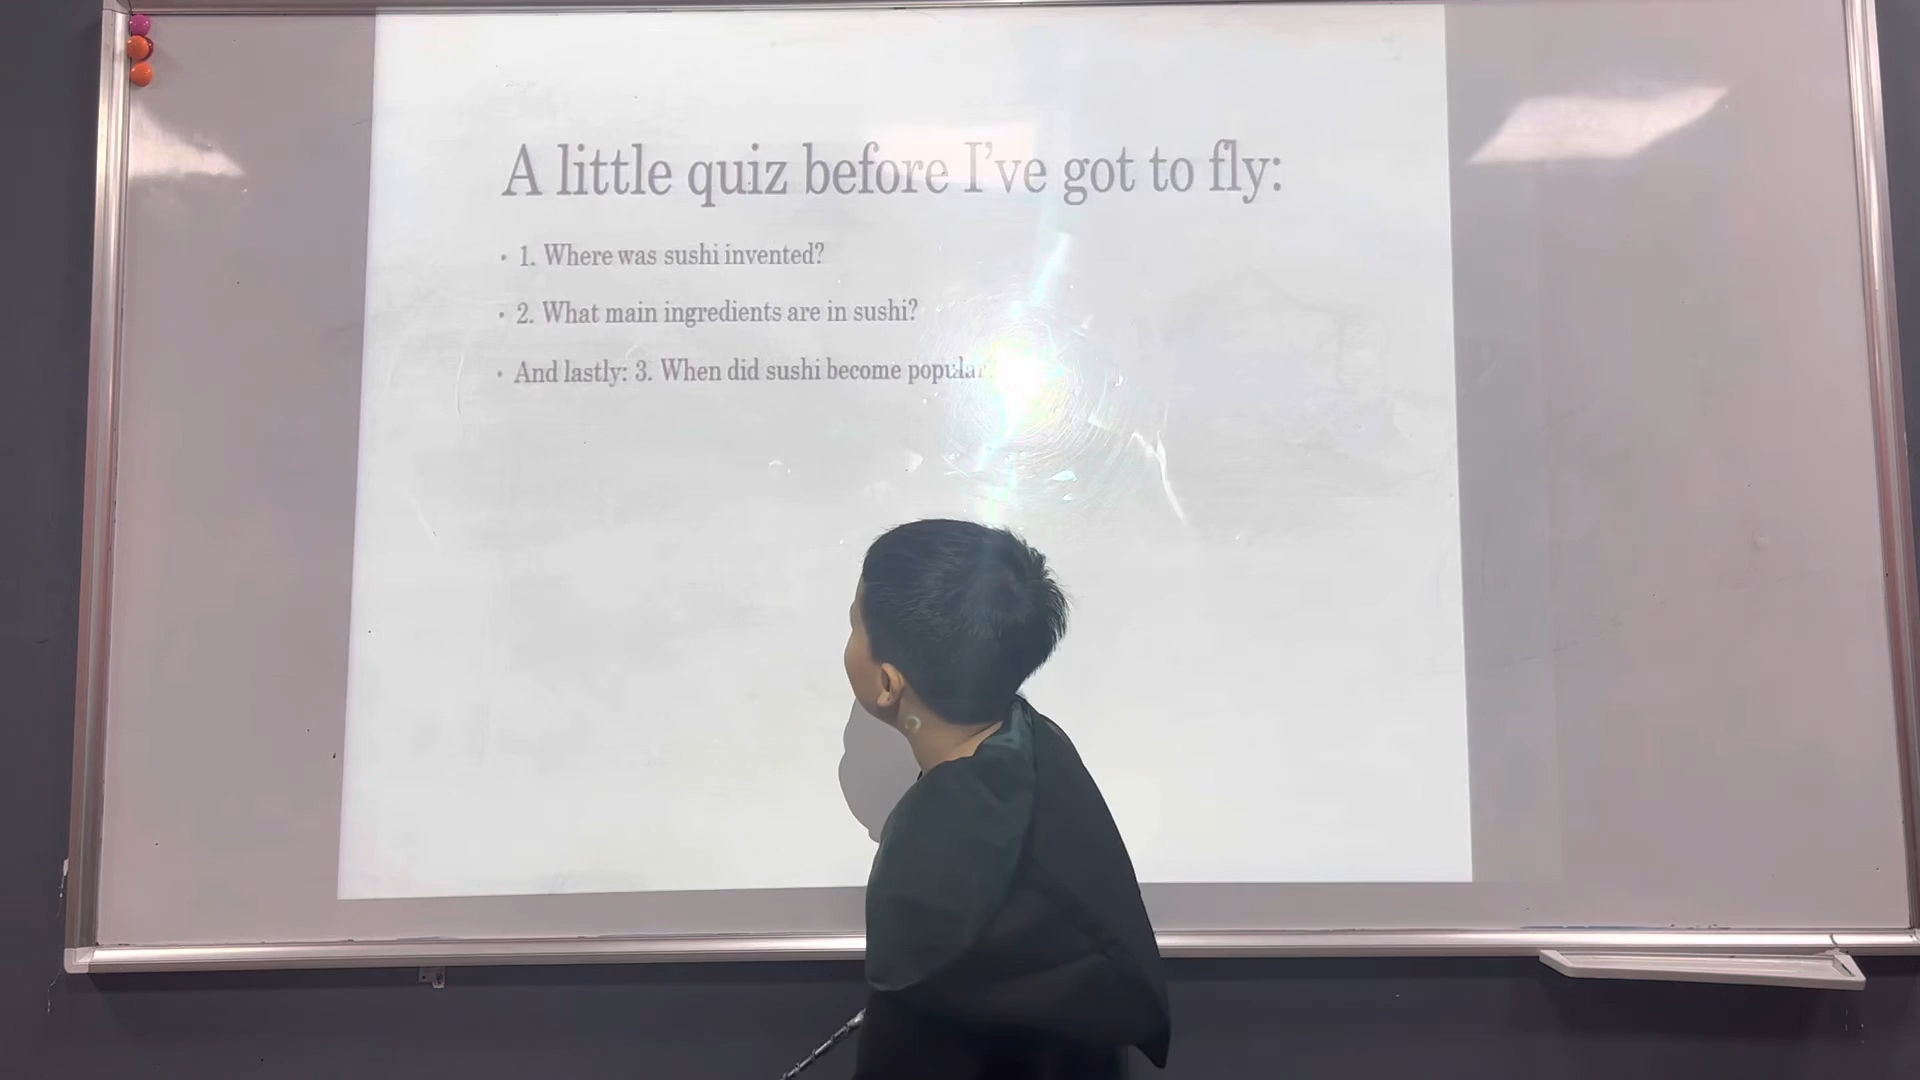 A little quiz before I've got to fly:
• 1. Where was sushi invented?
• 2. What main ingredients are in sushi?
• And lastly: 3. When did sushi become popular